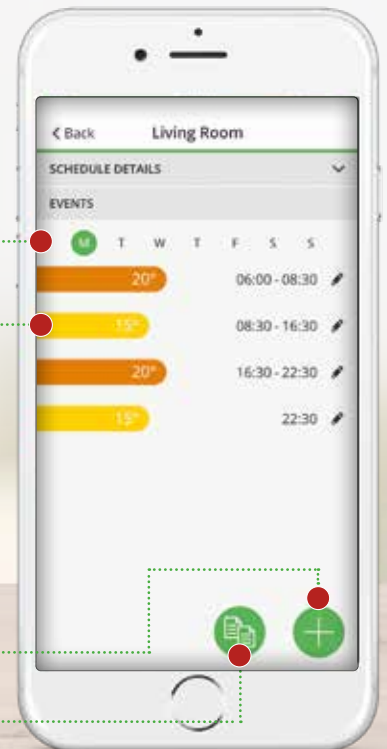 Back Living Room
SCHEDULE DETAILS
EVENTS
M T W T F S S
20° 06:00 - 08:30
15° 08:30 - 16:30
20° 16:30 - 22:30
15° 22:30